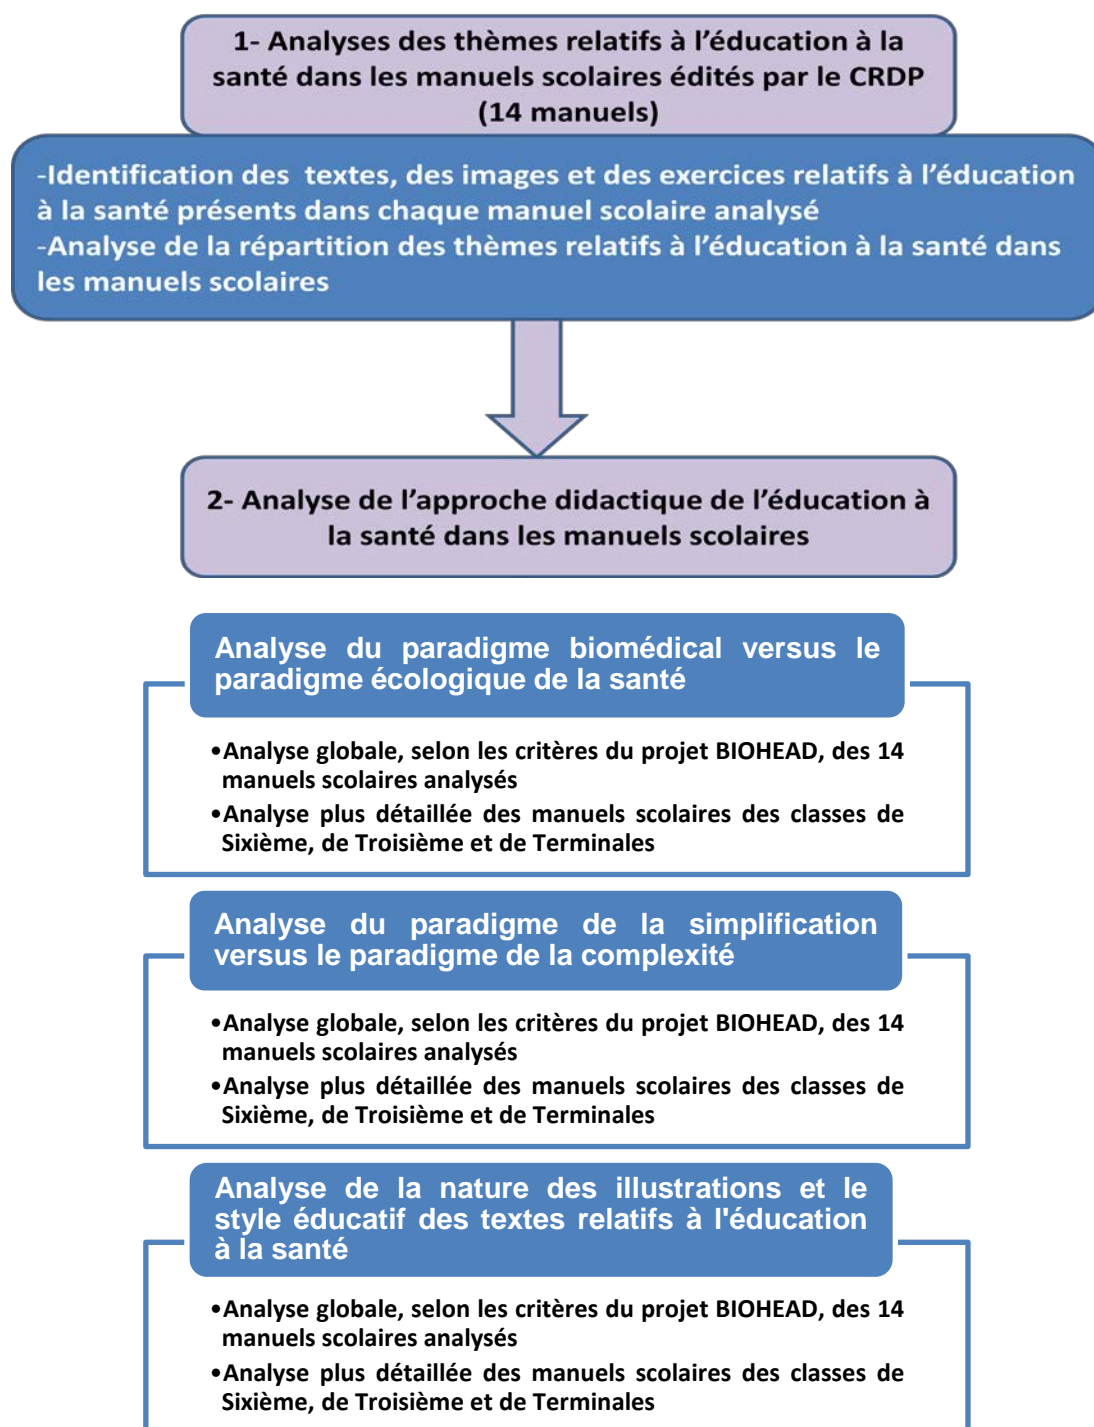 1- Analyses des thèmes relatifs à l’éducation à la
santé dans les manuels scolaires édités par le CRDP
(14 manuels)
-Identification des textes, des images et des exercices relatifs à l’éducation
à la santé présents dans chaque manuel scolaire analysé
-Analyse de la répartition des thèmes relatifs à l’éducation à la santé dans
les manuels scolaires
2- Analyse de l’approche didactique de l’éducation à
la santé dans les manuels scolaires
Analyse du paradigme biomédical versus le
paradigme écologique de la santé
•Analyse globale, selon les critères du projet BIOHEAD, des 14
manuels scolaires analysés
•Analyse plus détaillée des manuels scolaires des classes de
Sixième, de Troisième et de Terminales
Analyse du paradigme de la simplification
versus le paradigme de la complexité
•Analyse globale, selon les critères du projet BIOHEAD, des 14
manuels scolaires analysés
•Analyse plus détaillée des manuels scolaires des classes de
Sixième, de Troisième et de Terminales
Analyse de la nature des illustrations et le
style éducatif des textes relatifs à l'éducation
à la santé
•Analyse globale, selon les critères du projet BIOHEAD, des 14
manuels scolaires analysés
•Analyse plus détaillée des manuels scolaires des classes de
Sixième, de Troisième et de Terminales